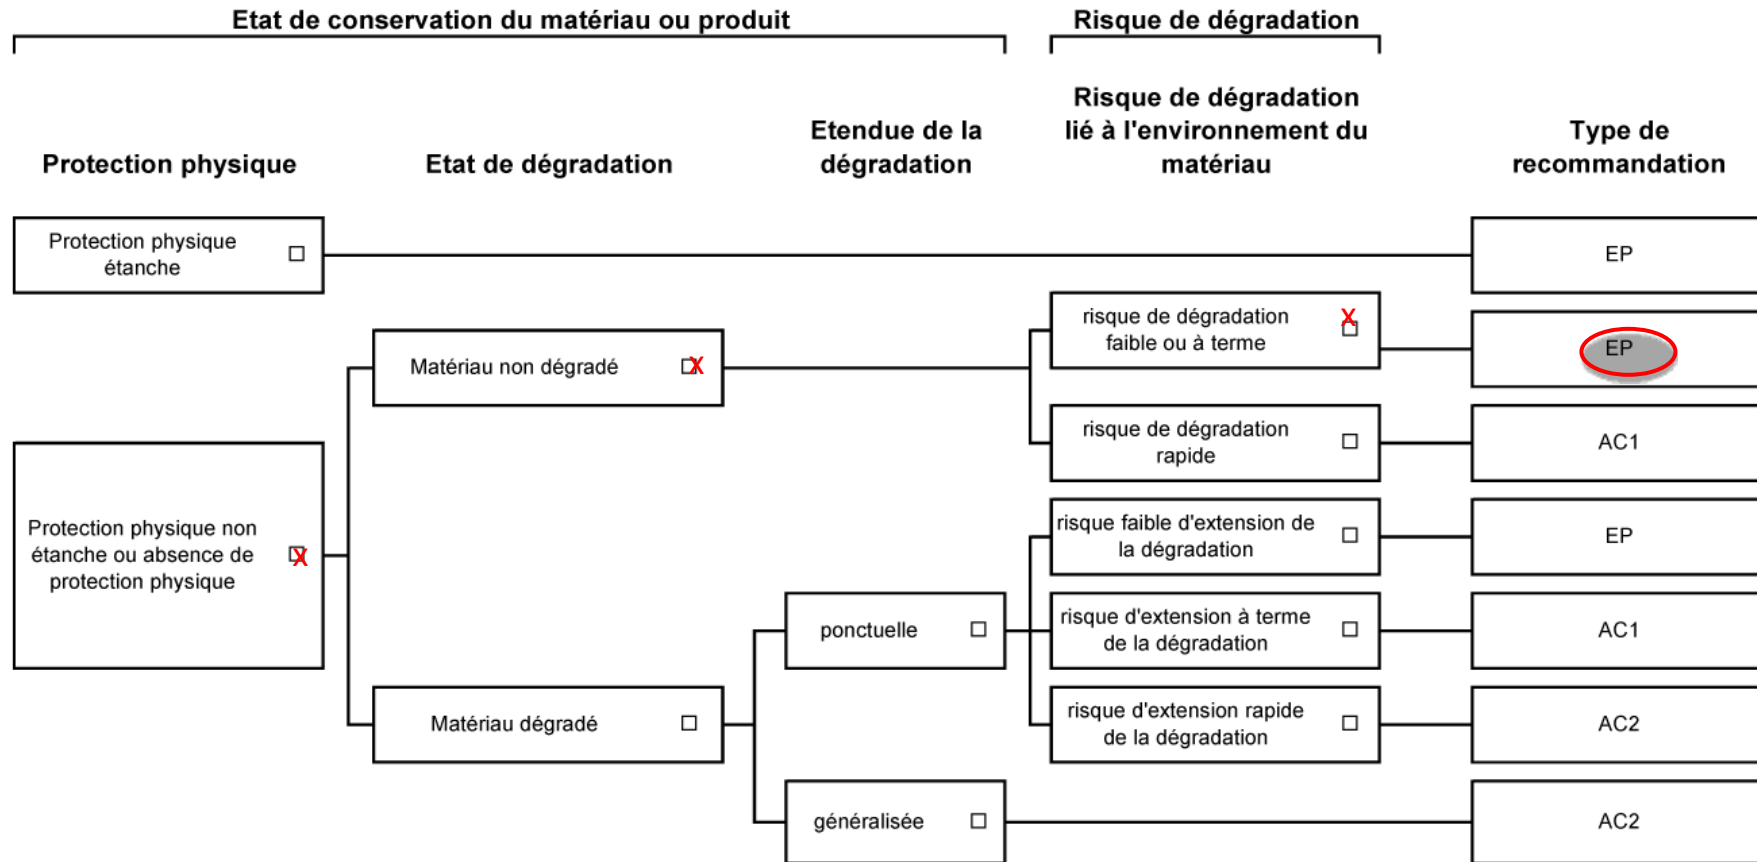 Etat de conservation du matériau ou produit
Risque de dégradation
Protection physique
Etat de dégradation
Etendue de la
dégradation
Risque de dégradation
lié à l'environnement du
matériau
Type de
recommandation
Protection physique
étanche
EP
risque de dégradation
faible ou à terme
X
EP
Matériau non dégradé
X
risque de dégradation
rapide
AC1
Protection physique non
étanche ou absence de
protection physique
X
risque faible d'extension de
la dégradation
EP
ponctuelle
risque d'extension à terme
de la dégradation
AC1
Matériau dégradé
risque d'extension rapide
de la dégradation
AC2
généralisée
AC2